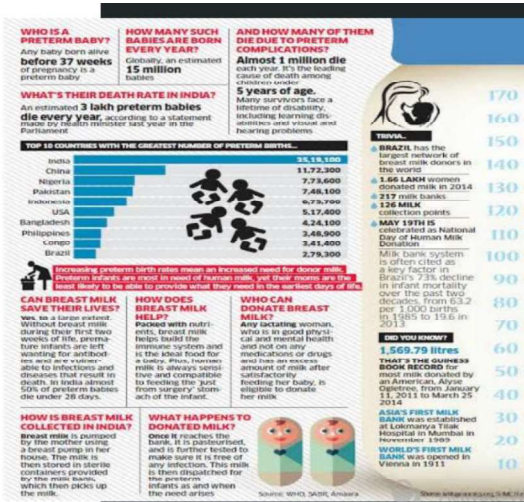 WHO IS A
PRETERM BABY?
Any baby born alive
before 37 weeks
of pregnancy is a
preterm baby
HOW MANY SUCH
BABIES ARE BORN
EVERY YEAR?
Globally, an estimated
15 million
babies
AND HOW MANY OF THEM
DIE DUE TO PRETERM
COMPLICATIONS?
Almost 1 million die
each year. It's the leading
cause of death among
children under
5 years of age.
Many survivors face a
lifetime of disability,
including learning dis-
abilities and visual and
hearing problems
WHAT'S THEIR DEATH RATE IN INDIA?
An estimated 3 lakh preterm babies
die every year, according to a statement
made by health minister last year in the
Parliament
TOP 10 COUNTRIES WITH THE GREATEST NUMBER OF PRETERM BIRTHS...
India 35,19,100
China 11,72,300
Nigeria 7,73,600
Pakistan 7,48,100
Indonesia 6,75,700
USA 5,17,400
Bangladesh 4,24,100
Philippines 3,48,900
Congo 3,41,400
Brazil 2,79,300
Increasing preterm birth rates mean an increased need for donor milk.
Preterm infants are most in need of human milk, yet their moms are the
least likely to be able to provide what they need in the earliest days of life.
CAN BREAST MILK
SAVE THEIR LIVES?
Yes, to a large extent.
Without breast milk
during their first two
weeks of life, prema-
ture infants are left
wanting for antibod-
ies and are vulner-
able to infections and
diseases that result in
death. In India almost
50% of preterm babies
die under 28 days.
HOW DOES
BREAST MILK
HELP?
Packed with nutri-
ents, breast milk
helps build the
immune system and
is the ideal food for
a baby. Plus, human
milk is always sensi-
tive and compatible
to feeding the 'just
from surgery' stom-
ach of the infant.
WHO CAN
DONATE BREAST
MILK?
Any lactating woman,
who is in good physi-
cal and mental health
and not on any
medications or drugs
and has an excess
amount of milk after
satisfactorily
feeding her baby, is
eligible to donate
her milk
HOW IS BREAST MILK
COLLECTED IN INDIA?
Breast milk is pumped
by the mother using
a breast pump in her
house. The milk is
then stored in sterile
containers provided
by the milk bank,
which then picks up
the milk.
WHAT HAPPENS TO
DONATED MILK?
Once it reaches the
bank, it is pasteurised,
and is further tested to
make sure it is free of
any infection. This milk
is then dispatched for
the preterm
infants as and when
the need arises
Source: WHO, SABR, Amaara
TRIVIA...
BRAZIL has the
largest network of
breast milk donors in
the world
1.66 LAKH women
donated milk in 2014
217 milk banks
126 MILK
collection points
MAY 19TH IS
celebrated as National
Day of Human Milk
Donation
Milk bank system
is often cited as
a key factor in
Brazil's 73% decline
in infant mortality
over the past two
decades, from 63.2
per 1,000 births
in 1985 to 19.6 in
2013
DID YOU KNOW?
1,569.79 litres
THAT'S THE GUINESS
BOOK RECORD for
most milk donated by
an American, Alyse
Ogletree, from January
11, 2011 to March 25
2014
ASIA'S FIRST MILK
BANK was established
at Lokmanya Tilak
Hospital in Mumbai in
November 1989
WORLD'S FIRST MILK
BANK was opened in
Vienna in 1911
170
160
150
140
130
120
110
100
90
80
70
60
50
40
30
20
10